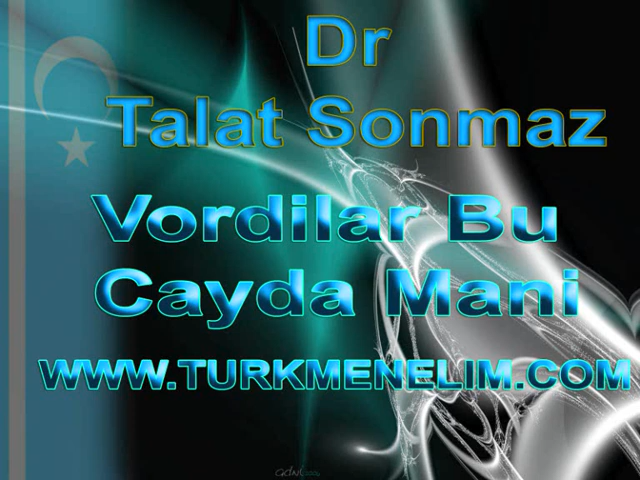 Dr
Talat Sonmaz
Vordilar Bu
Cayda Mani
WWW.TURKMENELIM.COM